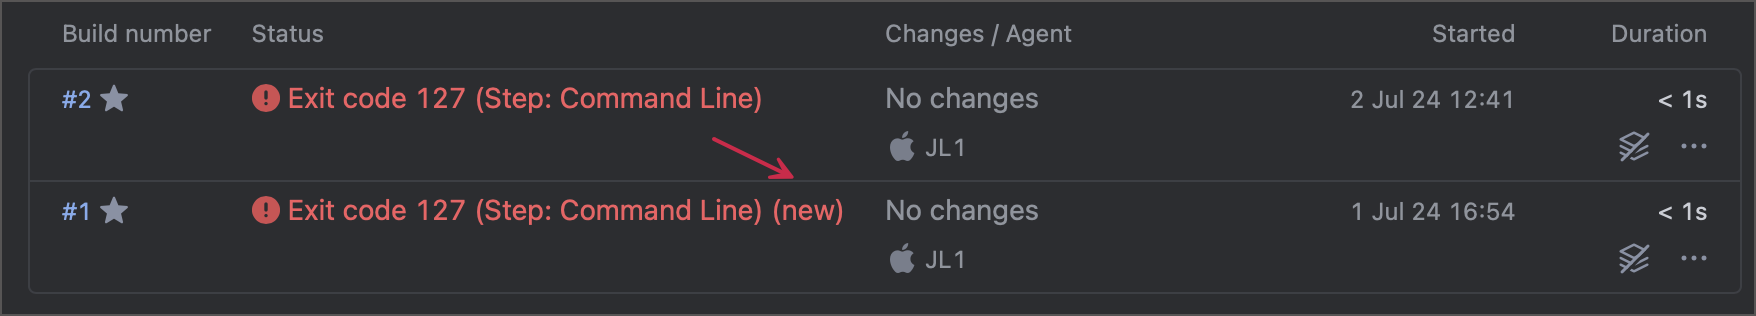 Build number Status Changes / Agent Started Duration
#2 Exit code 127 (Step: Command Line) No changes 2 Jul 24 12:41 < 1s
JL1
#1 Exit code 127 (Step: Command Line) (new) No changes 1 Jul 24 16:54 < 1s
JL1